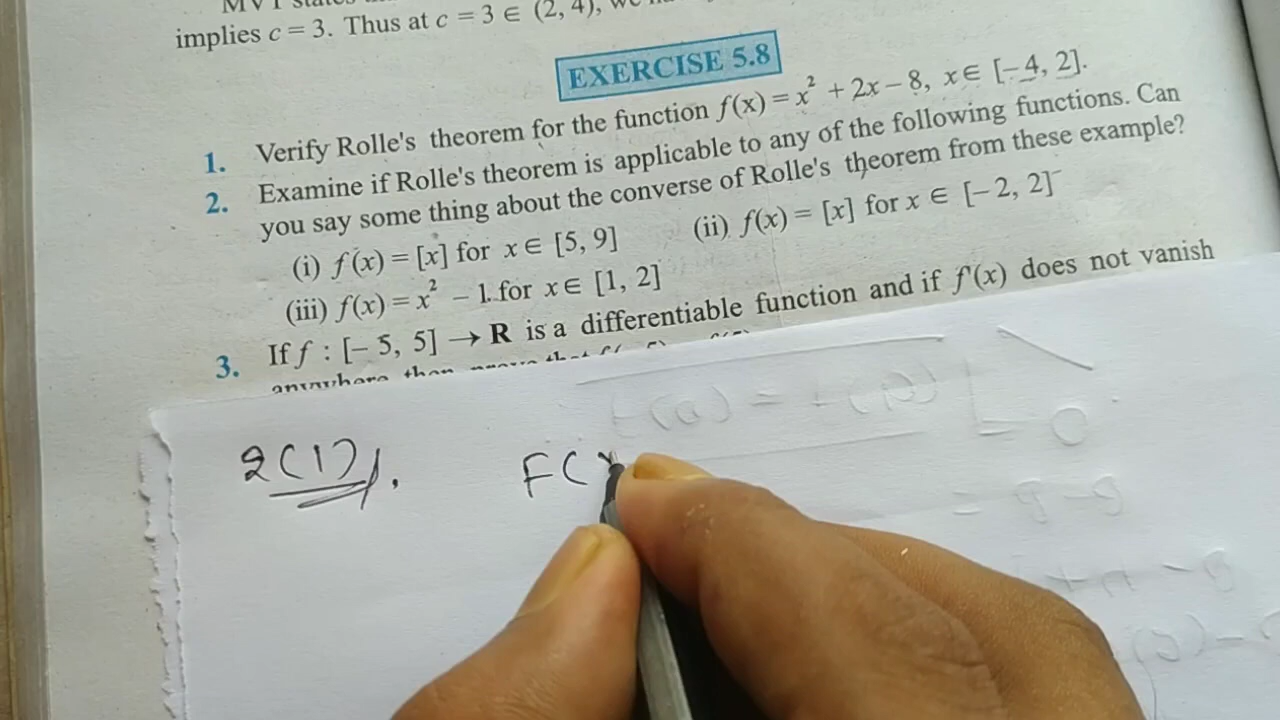 implies c = 3. Thus at c = 3 ∈ (2, 4), we
EXERCISE 5.8
1. Verify Rolle's theorem for the function f(x) = x² + 2x – 8, x ∈ [– 4, 2].
2. Examine if Rolle's theorem is applicable to any of the following functions. Can
you say some thing about the converse of Rolle's theorem from these example?
(i) f(x) = [x] for x ∈ [5, 9] (ii) f(x) = [x] for x ∈ [– 2, 2]
(iii) f(x) = x² – 1 for x ∈ [1, 2]
3. If f : [– 5, 5] → R is a differentiable function and if f′(x) does not vanish
2(1).
F(x